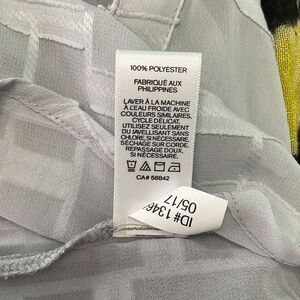 100% POLYESTER
FABRIQUÉ AUX
PHILIPPINES
LAVER À LA MACHINE
À L'EAU FROIDE AVEC
COULEURS SIMILAIRES.
CYCLE DÉLICAT.
UTILISEZ SEULEMENT
DU JAVELLISANT SANS
CHLORE, SI NÉCESSAIRE.
SÉCHAGE SUR CORDE.
REPASSAGE DOUX,
SI NÉCESSAIRE.
CA# 56842
ID# 1346
05/17